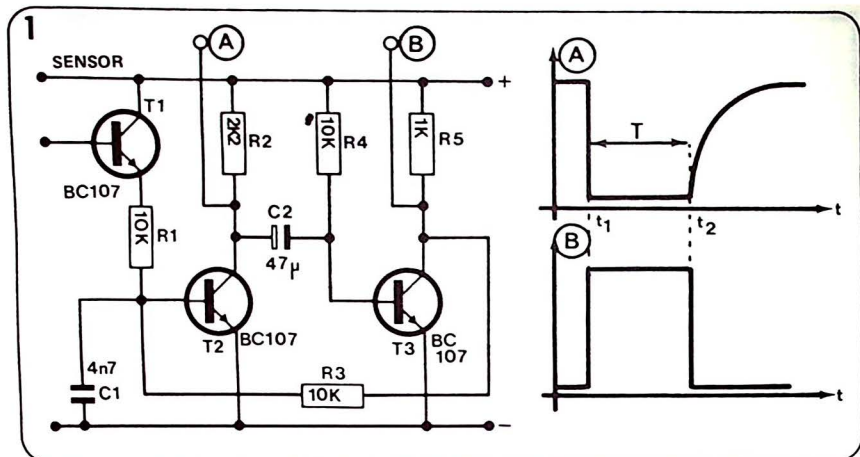 1
A
B
SENSOR
+
T1
2K2
R2
10K
R4
1K
R5
BC107
10K
R1
C2
47µ
T2
BC107
T3
BC
107
4n7
C1
R3
10K
-
A
T
t
t1
t2
B
t